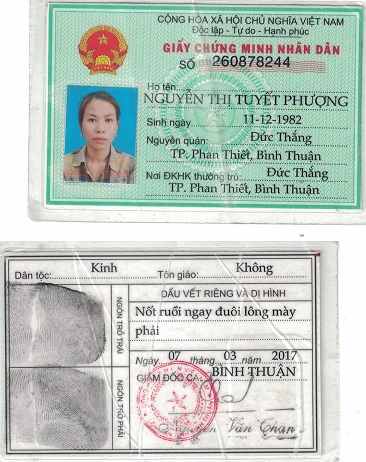 CỘNG HÒA XÃ HỘI CHỦ NGHĨA VIỆT NAM
Độc lập - Tự do - Hạnh phúc
GIẤY CHỨNG MINH NHÂN DÂN
SỐ 260878244
Họ tên:
NGUYỄN THỊ TUYẾT PHƯỢNG
Sinh ngày 11-12-1982
Nguyên quán: Đức Thắng
TP. Phan Thiết, Bình Thuận
Nơi ĐKHK thường trú: Đức Thắng
TP. Phan Thiết, Bình Thuận
Dân tộc: Kinh Tôn giáo: Không
DẤU VẾT RIÊNG VÀ DỊ HÌNH
Nốt ruồi ngay đuôi lông mày
phải
NGÓN TRỎ TRÁI
Ngày 07 tháng 03 năm 2017
GIÁM ĐỐC CA: BÌNH THUẬN
NGÓN TRỎ PHẢI